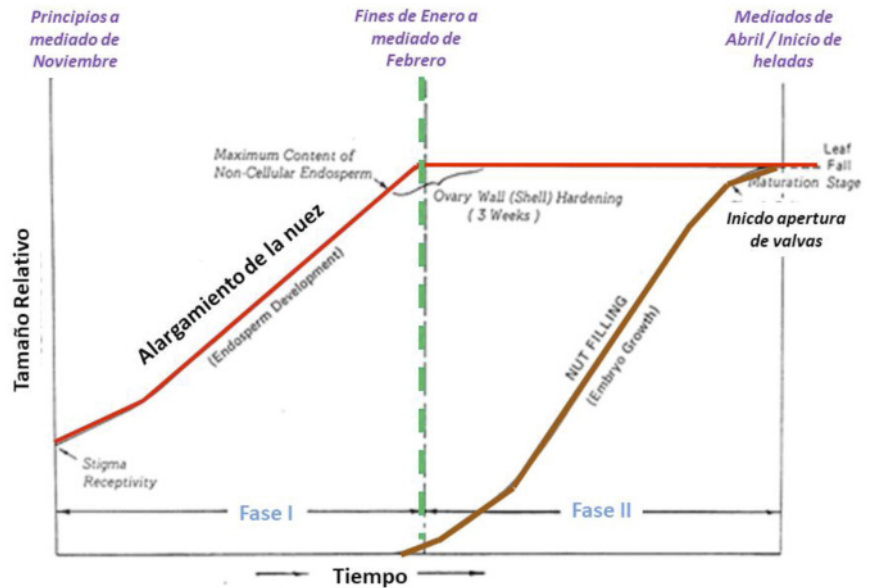 Principios a
mediado de
Noviembre
Fines de Enero a
mediado de
Febrero
Mediados de
Abril / Inicio de
heladas
Maximum Content of
Non-Cellular Endosperm
Leaf
Fall
Maturation Stage
Ovary Wall (Shell) Hardening
( 3 Weeks )
Inicdo apertura
de valvas
Alargamiento de la nuez
(Endosperm Development)
Tamaño Relativo
NUT FILLING
(Embryo Growth)
Stigma
Receptivity
Fase I
Fase II
Tiempo